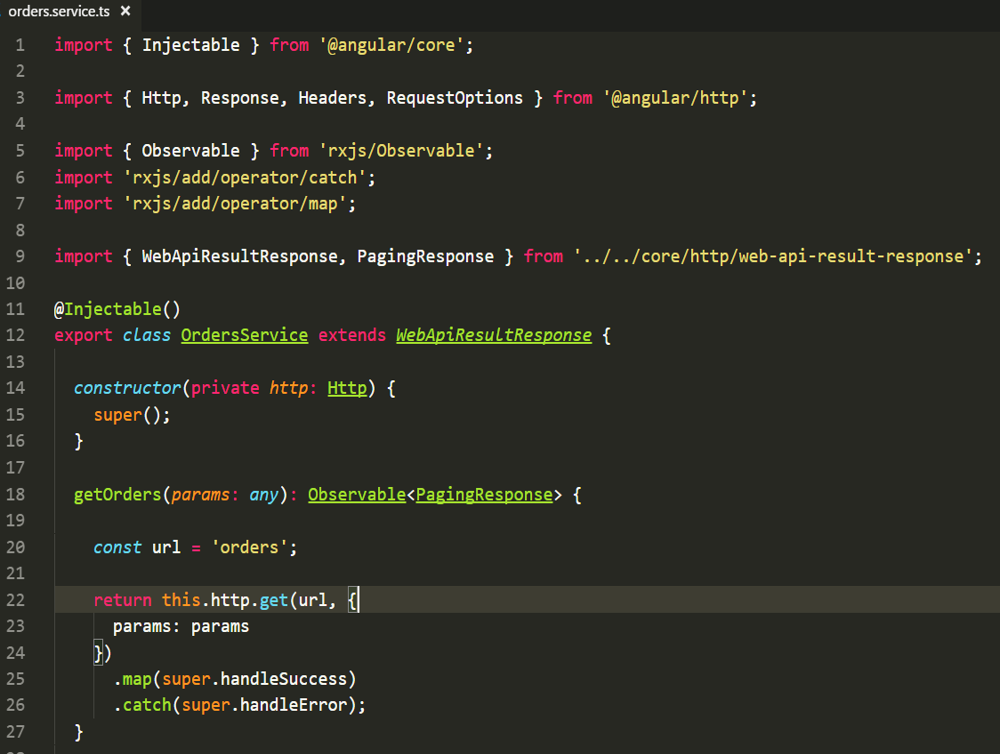 orders.service.ts ×
1 import { Injectable } from '@angular/core';
2
3 import { Http, Response, Headers, RequestOptions } from '@angular/http';
4
5 import { Observable } from 'rxjs/Observable';
6 import 'rxjs/add/operator/catch';
7 import 'rxjs/add/operator/map';
8
9 import { WebApiResultResponse, PagingResponse } from '../../core/http/web-api-result-response';
10
11 @Injectable()
12 export class OrdersService extends WebApiResultResponse {
13
14   constructor(private http: Http) {
15     super();
16   }
17
18   getOrders(params: any): Observable<PagingResponse> {
19
20     const url = 'orders';
21
22     return this.http.get(url, {
23       params: params
24     })
25       .map(super.handleSuccess)
26       .catch(super.handleError);
27   }